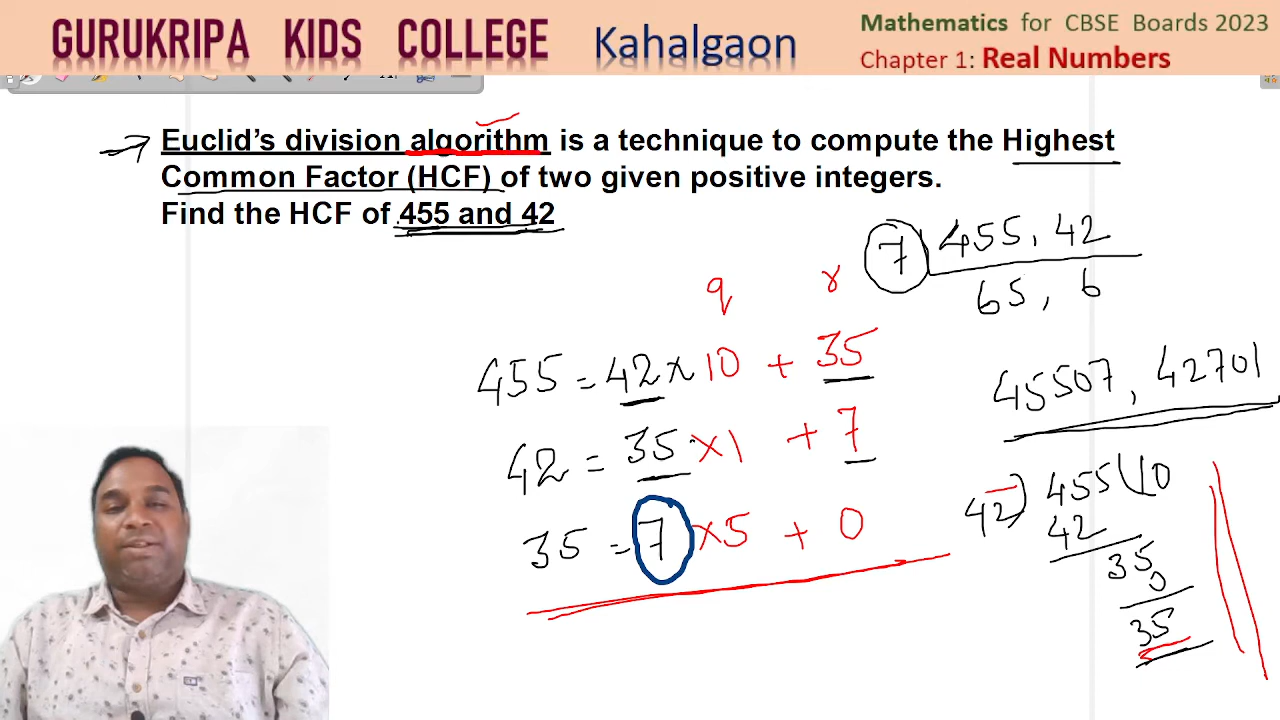 GURUKRIPA KIDS COLLEGE Kahalgaon
Mathematics for CBSE Boards 2023
Chapter 1: Real Numbers
Euclid's division algorithm is a technique to compute the Highest
Common Factor (HCF) of two given positive integers.
Find the HCF of 455 and 42
7 455, 42
65, 6
q r
455 = 42 × 10 + 35
42 = 35 × 1 + 7
35 = 7 × 5 + 0
45507, 42701
42) 455 ( 10
42
35
0
35